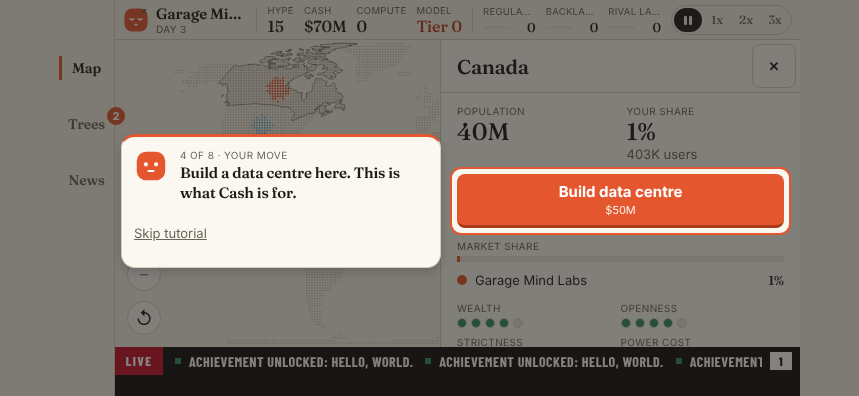 Garage Mi...
DAY 3
HYPE
15
CASH
$70M
COMPUTE
0
MODEL
Tier 0
REGULA...
0
BACKLA...
0
RIVAL LA...
0
1x
2x
3x
Map
Trees
2
News
Canada
×
POPULATION
40M
YOUR SHARE
1%
403K users
4 OF 8 · YOUR MOVE
Build a data centre here. This is
what Cash is for.
Skip tutorial
Build data centre
$50M
MARKET SHARE
Garage Mind Labs
1%
WEALTH
OPENNESS
STRICTNESS
POWER COST
LIVE
ACHIEVEMENT UNLOCKED: HELLO, WORLD.
ACHIEVEMENT UNLOCKED: HELLO, WORLD.
ACHIEVEMENT
1